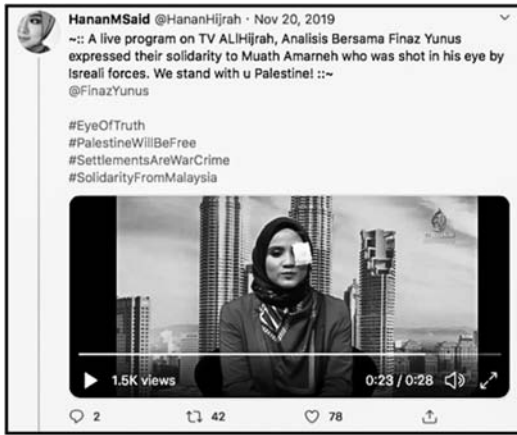 HananMSaid @HananHijrah · Nov 20, 2019
~:: A live program on TV ALIHijrah, Analisis Bersama Finaz Yunus
expressed their solidarity to Muath Amarneh who was shot in his eye by
Isreali forces. We stand with u Palestine! ::~
@FinazYunus
#EyeOfTruth
#PalestineWillBeFree
#SettlementsAreWarCrime
#SolidarityFromMalaysia
1.5K views
0:23 / 0:28
2
42
78